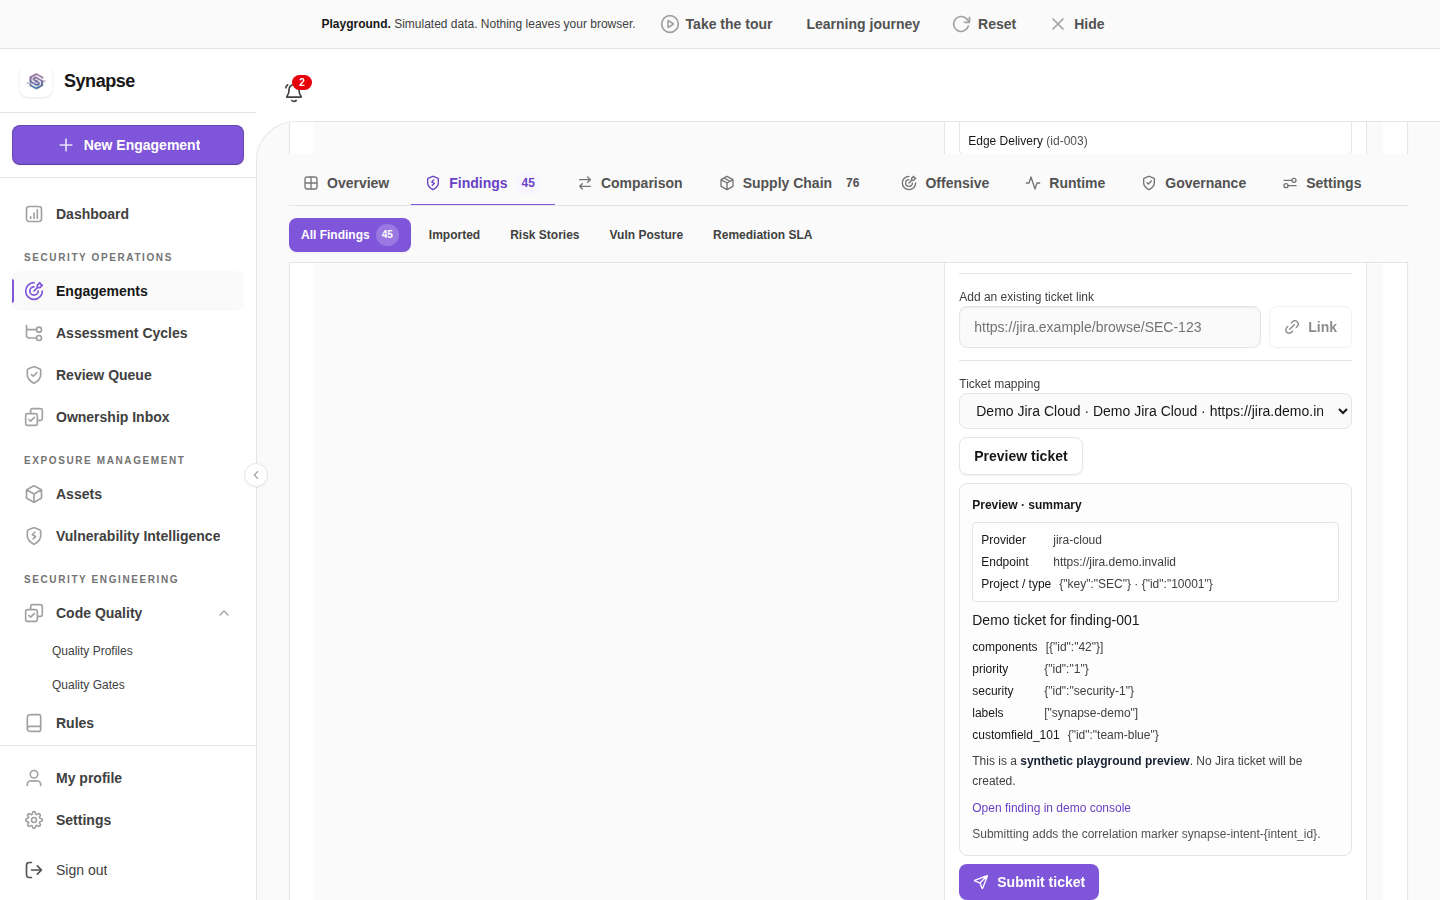 Playground. Simulated data. Nothing leaves your browser.
Take the tour
Learning journey
Reset
Hide
Synapse
2
New Engagement
Dashboard
SECURITY OPERATIONS
Engagements
Assessment Cycles
Review Queue
Ownership Inbox
EXPOSURE MANAGEMENT
Assets
Vulnerability Intelligence
SECURITY ENGINEERING
Code Quality
Quality Profiles
Quality Gates
Rules
My profile
Settings
Sign out
Edge Delivery (id-003)
Overview
Findings 45
Comparison
Supply Chain 76
Offensive
Runtime
Governance
Settings
All Findings 45
Imported
Risk Stories
Vuln Posture
Remediation SLA
Add an existing ticket link
https://jira.example/browse/SEC-123
Link
Ticket mapping
Demo Jira Cloud · Demo Jira Cloud · https://jira.demo.in
Preview ticket
Preview · summary
Provider jira-cloud
Endpoint https://jira.demo.invalid
Project / type {"key":"SEC"} · {"id":"10001"}
Demo ticket for finding-001
components [{"id":"42"}]
priority {"id":"1"}
security {"id":"security-1"}
labels ["synapse-demo"]
customfield_101 {"id":"team-blue"}
This is a synthetic playground preview. No Jira ticket will be
created.
Open finding in demo console
Submitting adds the correlation marker synapse-intent-{intent_id}.
Submit ticket